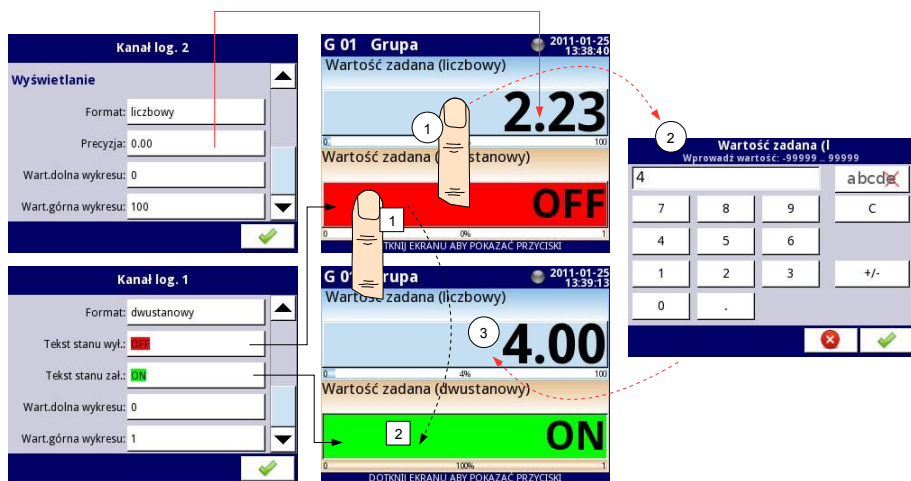 Kanał log. 2
Wyświetlanie
Format: liczbowy
Precyzja: 0.00
Wart.dolna wykresu: 0
Wart.górna wykresu: 100
G 01 Grupa
2011-01-25
13:38:40
Wartość zadana (liczbowy)
2.23
0 100
1
Wartość zadana ( stanowy)
OFF
1
0 0% 1
DOTKNIJ EKRANU ABY POKAZAĆ PRZYCISKI
2
Wartość zadana (l
Wprowadź wartość: -99999 .. 99999
4
abcde
7 8 9 C
4 5 6
1 2 3 +/-
0 .
Kanał log. 1
Format: dwustanowy
Tekst stanu wył.: OFF
Tekst stanu zał.: ON
Wart.dolna wykresu: 0
Wart.górna wykresu: 1
G 01 Grupa
2011-01-25
13:39:13
Wartość zadana (liczbowy)
3
4.00
0 4% 100
Wartość zadana (dwustanowy)
2
ON
0 100% 1
DOTKNIJ EKRANU ABY POKAZAĆ PRZYCISKI